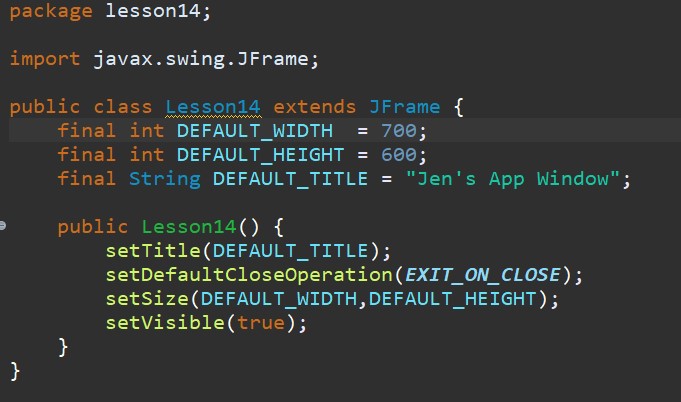 package lesson14;
import javax.swing.JFrame;
public class Lesson14 extends JFrame {
    final int DEFAULT_WIDTH  = 700;
    final int DEFAULT_HEIGHT = 600;
    final String DEFAULT_TITLE = "Jen's App Window";
    public Lesson14() {
        setTitle(DEFAULT_TITLE);
        setDefaultCloseOperation(EXIT_ON_CLOSE);
        setSize(DEFAULT_WIDTH,DEFAULT_HEIGHT);
        setVisible(true);
    }
}